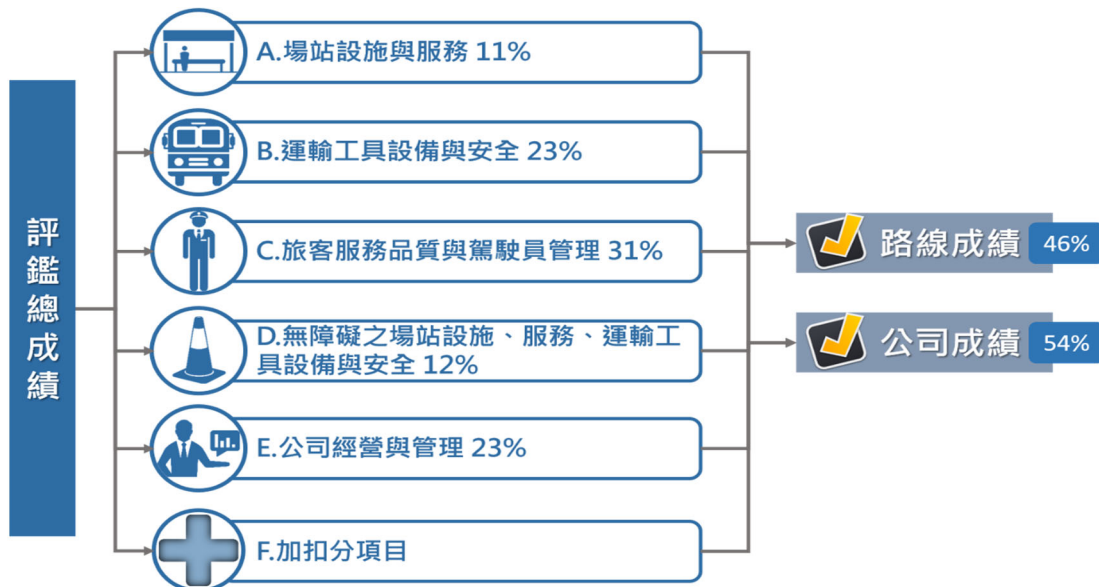 評鑑總成績
A.場站設施與服務 11%
B.運輸工具設備與安全 23%
C.旅客服務品質與駕駛員管理 31%
D.無障礙之場站設施、服務、運輸工
具設備與安全 12%
E.公司經營與管理 23%
F.加扣分項目
路線成績 46%
公司成績 54%